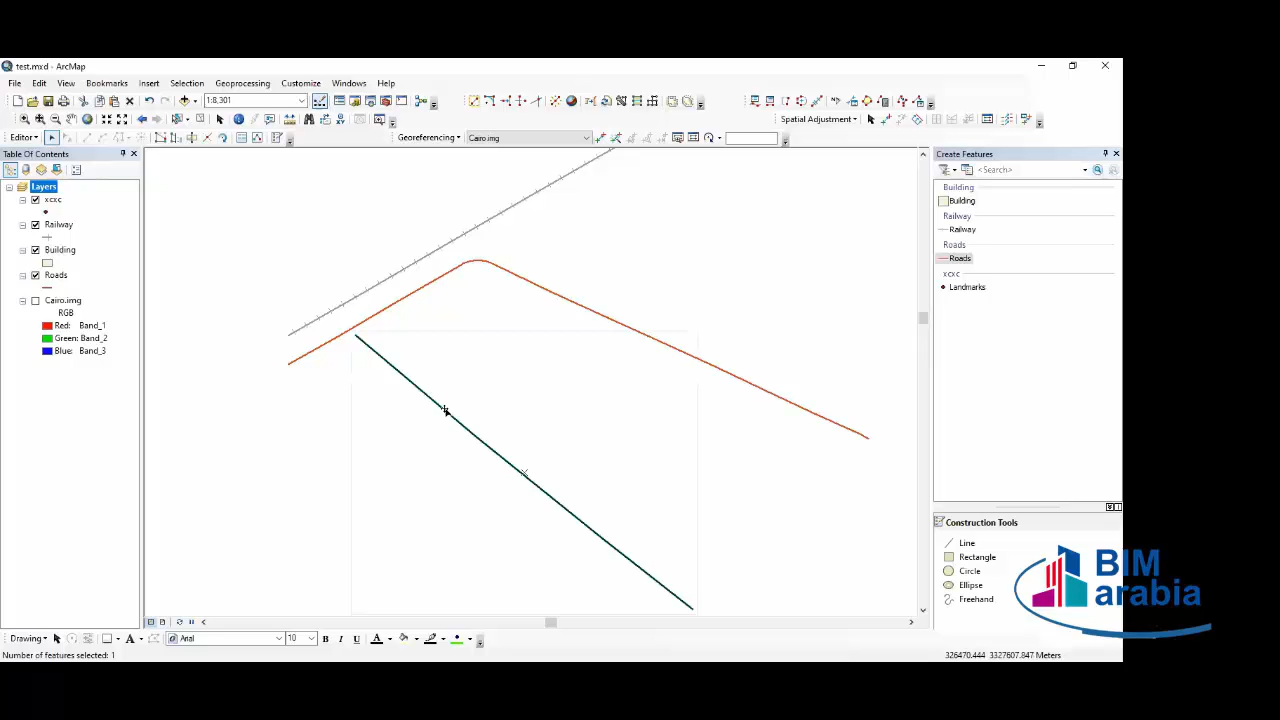 test.mxd - ArcMap
File Edit View Bookmarks Insert Selection Geoprocessing Customize Windows Help
1:8,301
Spatial Adjustment
Editor Georeferencing Cairo.img
Table Of Contents
Layers
xcxc
Railway
Building
Roads
Cairo.img
RGB
Red: Band_1
Green: Band_2
Blue: Band_3
Create Features
<Search>
Building
Building
Railway
Railway
Roads
Roads
xcxc
Landmarks
Construction Tools
Line
Rectangle
Circle
Ellipse
Freehand
BIM
arabia
Drawing A Arial 10 B I U A
Number of features selected: 1
326470.444 3327607.847 Meters